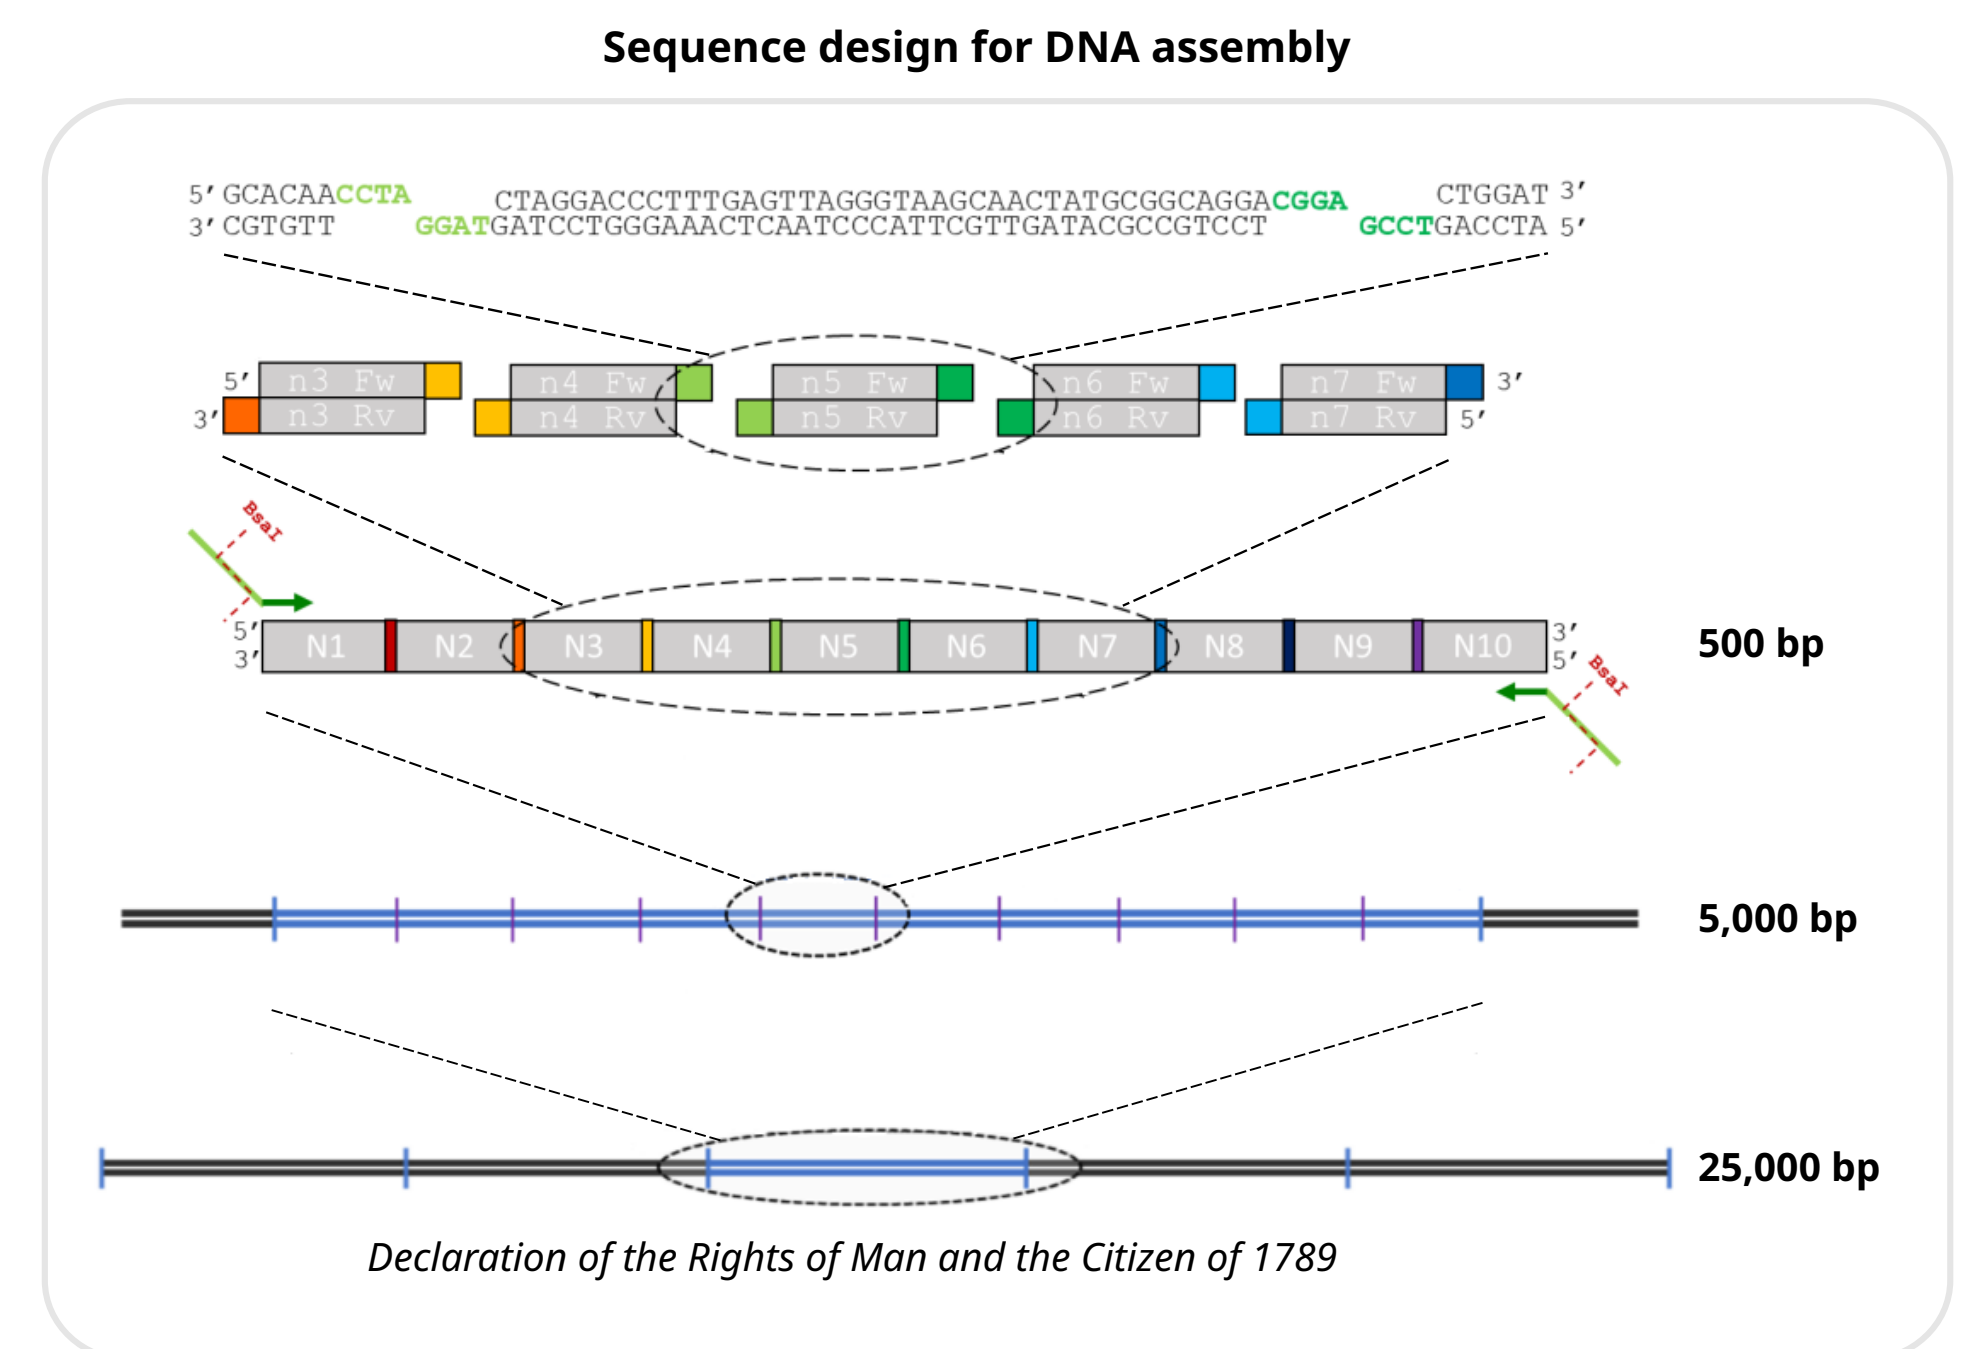 Sequence design for DNA assembly
5’ GCACAACCTA CTAGGACCCTTTGAGTTAGGGTAAGCAACTATGCGGCAGGACGGA CTGGAT 3’
3’ CGTGTT GGATGATCCTGGGAAACTCAATCCCATTCGTTGATACGCCGTCCT GCCTGACCTA 5’
5’ n3 Fw n4 Fw n5 Fw n6 Fw n7 Fw 3’
3’ n3 Rv n4 Rv n5 Rv n6 Rv n7 Rv 5’
BsaI
5’ 3’
N1 N2 N3 N4 N5 N6 N7 N8 N9 N10 500 bp
3’ 5’
BsaI
5,000 bp
25,000 bp
Declaration of the Rights of Man and the Citizen of 1789